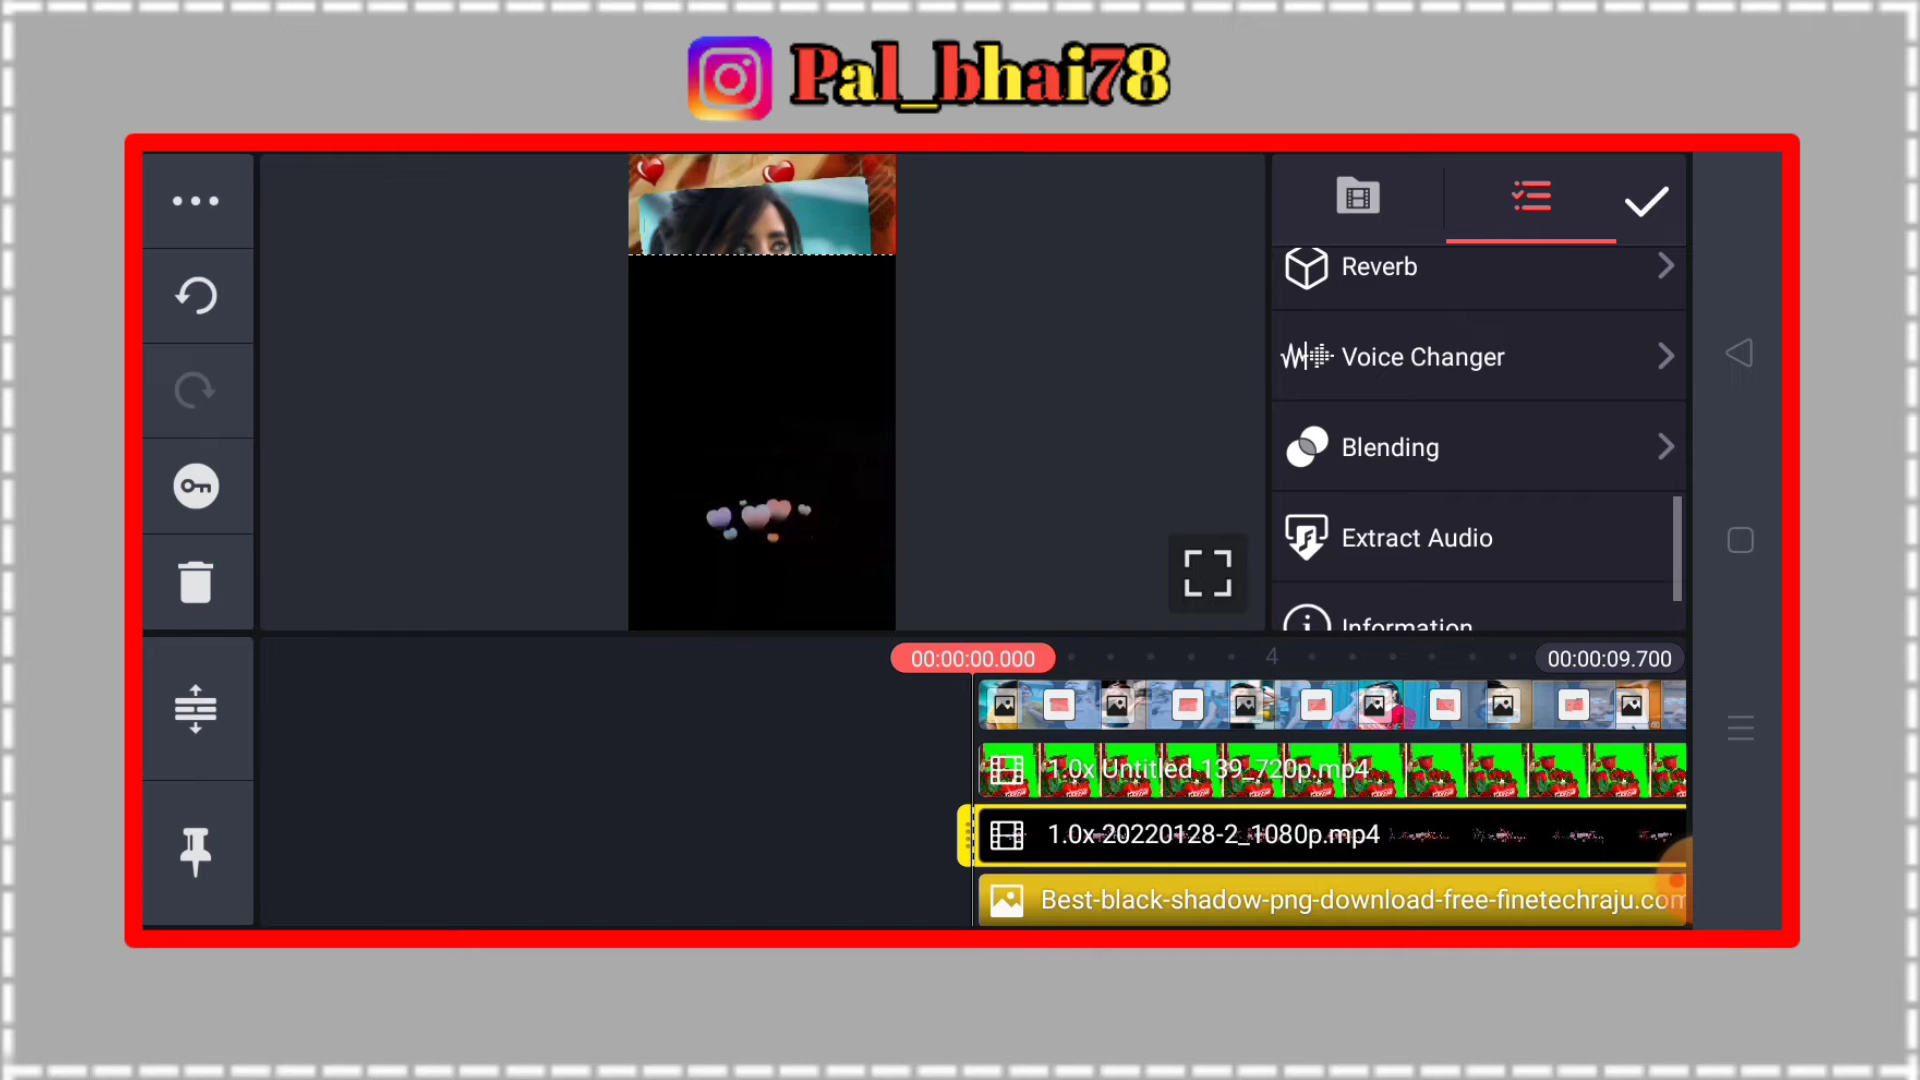 Pal_bhai78
Reverb
Voice Changer
Blending
Extract Audio
Information
00:00:00.000
4
00:00:09.700
1.0x Untitled 139_720p.mp4
1.0x 20220128-2_1080p.mp4
Best-black-shadow-png-download-free-finetechraju.com